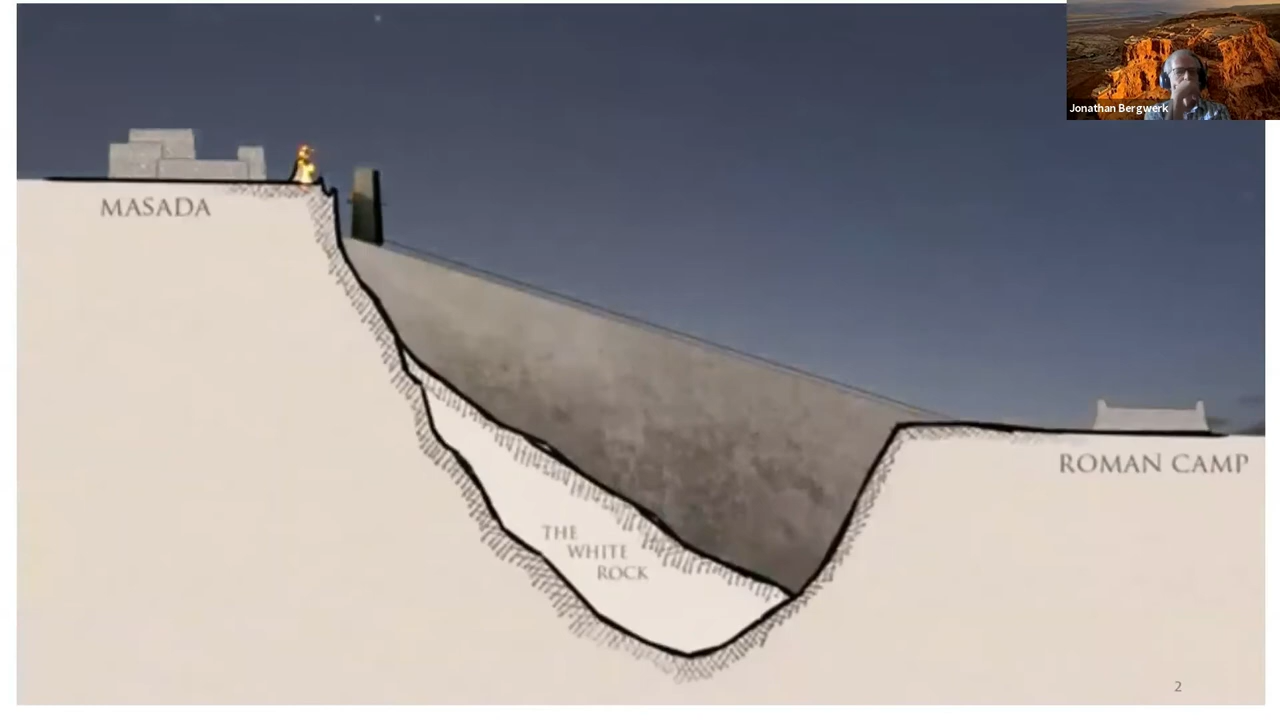 Jonathan Bergwerk
MASADA
ROMAN CAMP
THE
WHITE
ROCK
2